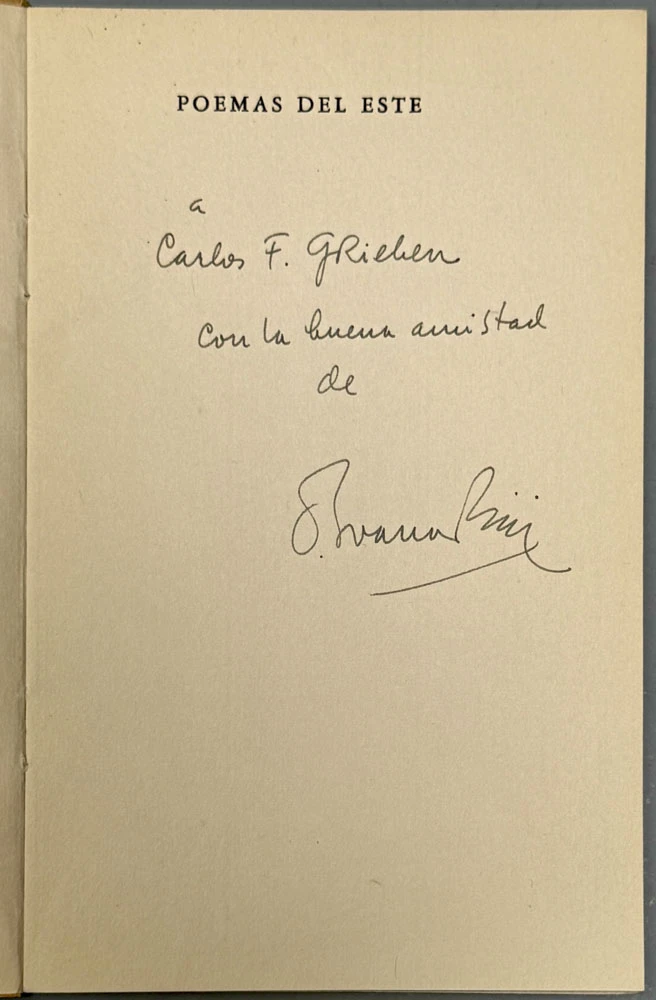 POEMAS DEL ESTE
a
Carlos F. GRieben
con la buena amistad
de